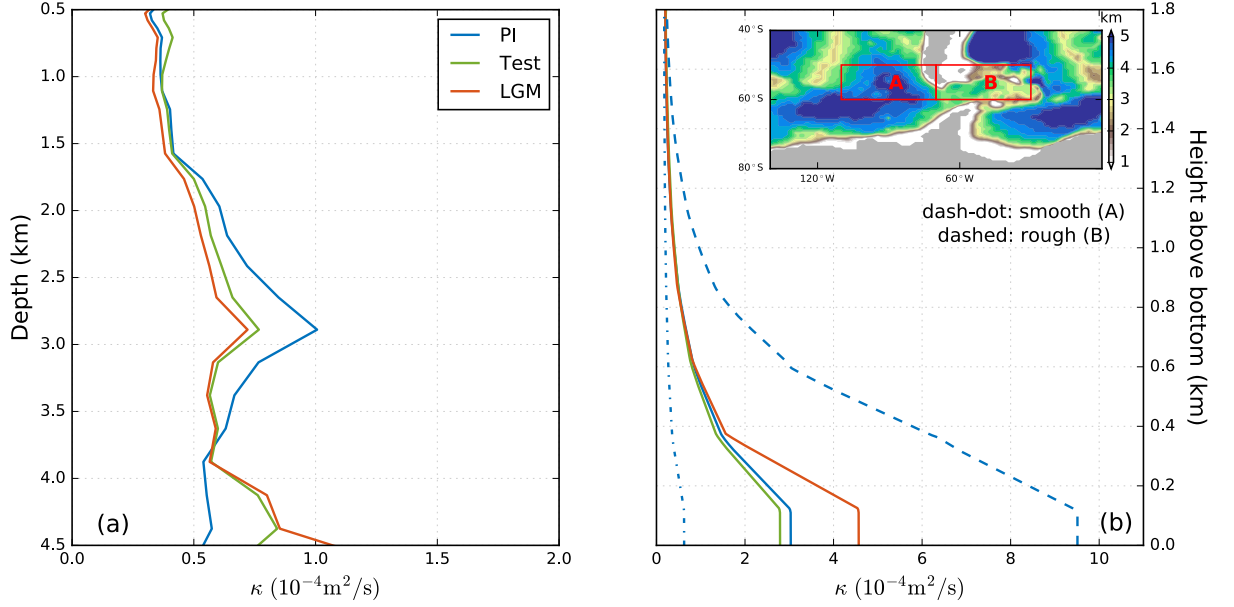 0.5
1.0
1.5
2.0
2.5
3.0
3.5
4.0
4.5
Depth (km)
PI
Test
LGM
(a)
0.0
0.5
1.0
1.5
2.0
κ (10⁻⁴m²/s)
km
5
4
3
2
1
40°S
60°S
80°S
120°W
60°W
A
B
dash-dot: smooth (A)
dashed: rough (B)
(b)
1.8
1.6
1.4
1.2
1.0
0.8
0.6
0.4
0.2
0.0
Height above bottom (km)
0
2
4
6
8
10
κ (10⁻⁴m²/s)